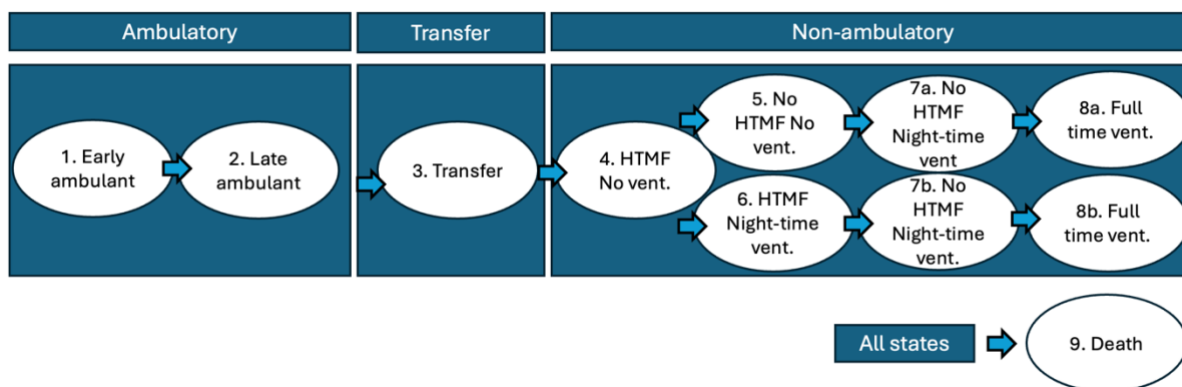 Ambulatory
Transfer
Non-ambulatory
1. Early
ambulant
2. Late
ambulant
3. Transfer
4. HTMF
No vent.
5. No
HTMF No
vent.
7a. No
HTMF
Night-time
vent
8a. Full
time vent.
6. HTMF
Night-time
vent.
7b. No
HTMF
Night-time
vent.
8b. Full
time vent.
All states
9. Death